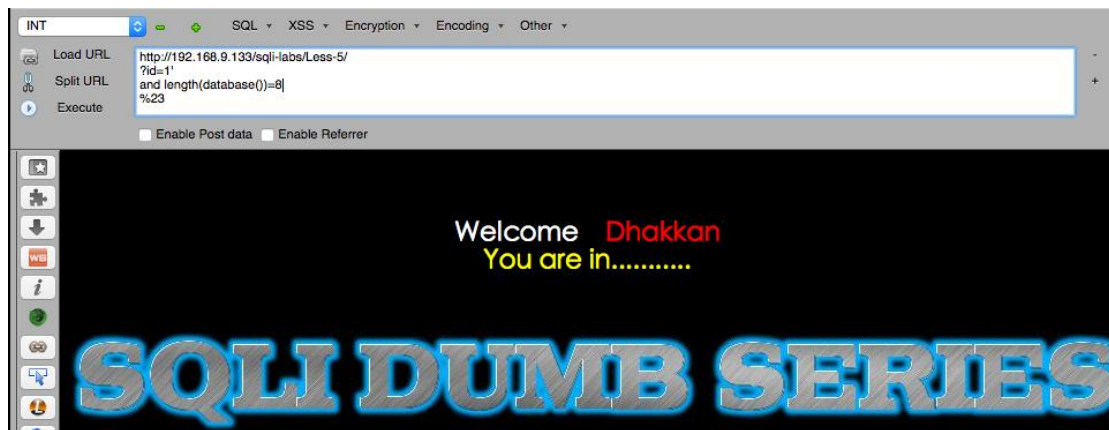 INT SQL XSS Encryption Encoding Other
Load URL http://192.168.9.133/sqli-labs/Less-5/
Split URL ?id=1'
and length(database())=8
Execute %23
Enable Post data Enable Referrer
Welcome Dhakkan
You are in...........
SQLI DUMB SERIES